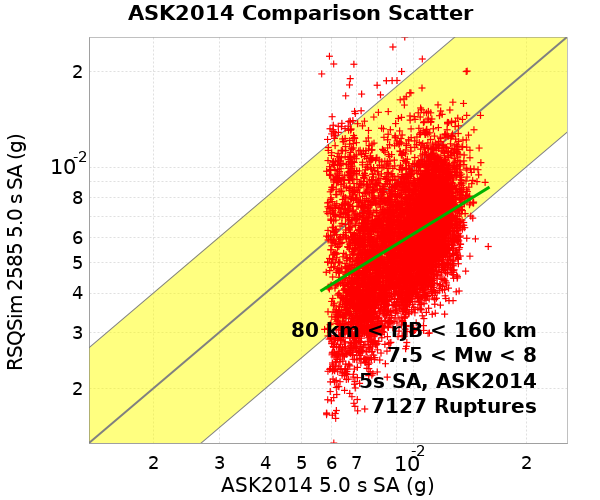 ASK2014 Comparison Scatter
RSQSim 2585 5.0 s SA (g)
2
10-2
8
6
5
4
3
2
80 km < rJB < 160 km
7.5 < Mw < 8
5s SA, ASK2014
7127 Ruptures
2 3 4 5 6 7 10-2 2
ASK2014 5.0 s SA (g)